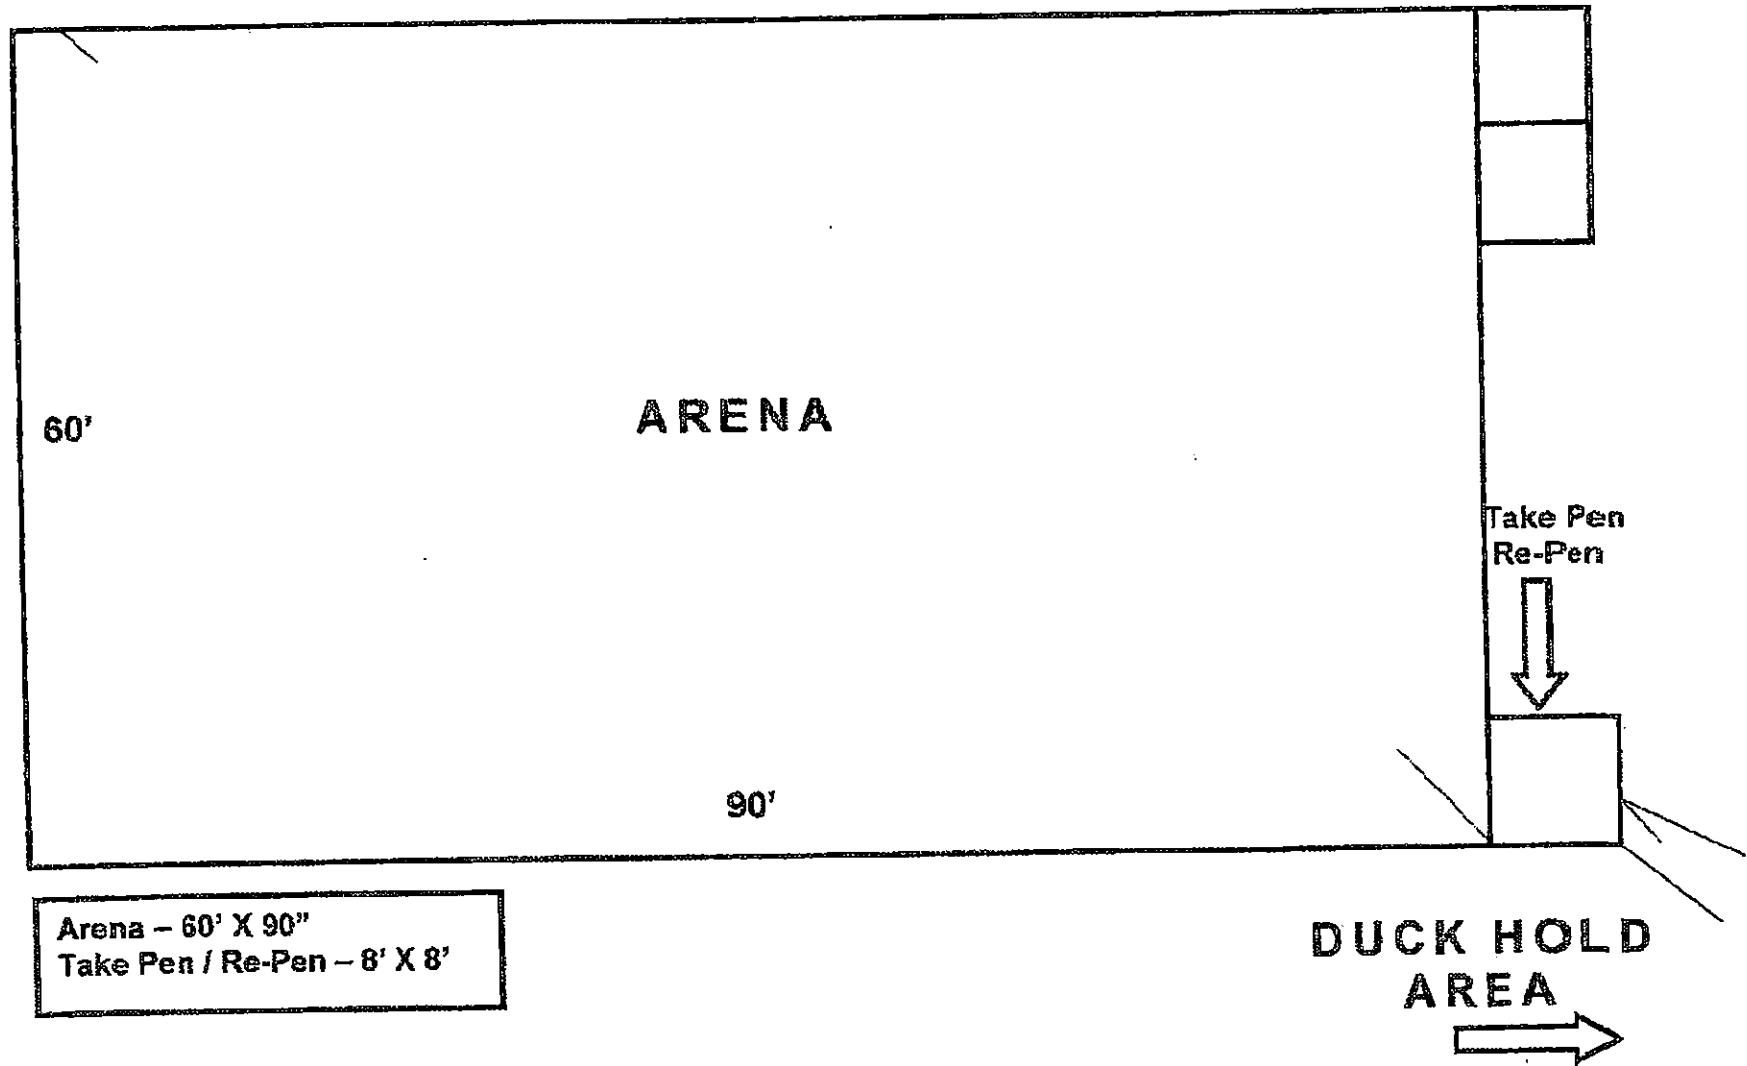 60’
ARENA
Take Pen
Re-Pen
90’
Arena – 60’ X 90”
Take Pen / Re-Pen – 8’ X 8’
DUCK HOLD
AREA